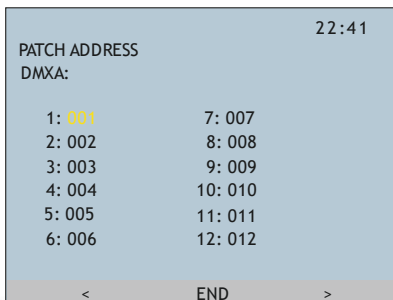 22:41
PATCH ADDRESS
DMXA:
1: 001 7: 007
2: 002 8: 008
3: 003 9: 009
4: 004 10: 010
5: 005 11: 011
6: 006 12: 012
< END >